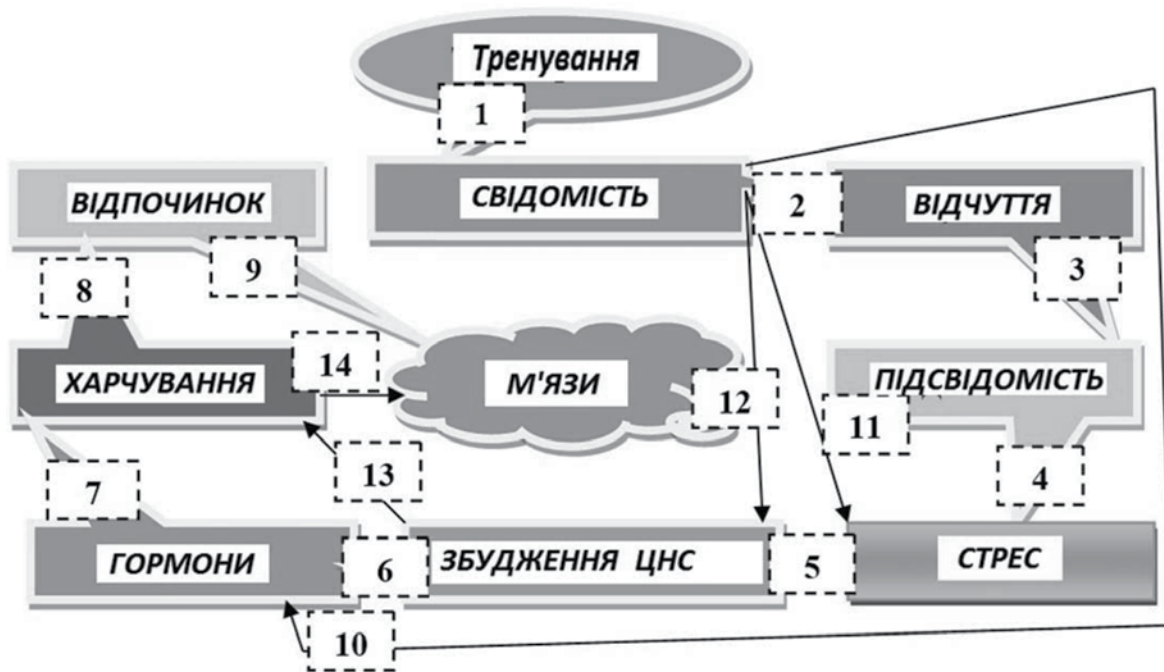 Тренування
1
СВІДОМІСТЬ
2
ВІДЧУТТЯ
ВІДПОЧИНОК
3
9
8
14
ХАРЧУВАННЯ
М'ЯЗИ
12
ПІДСВІДОМІСТЬ
11
13
4
7
ГОРМОНИ
6
ЗБУДЖЕННЯ ЦНС
5
СТРЕС
10